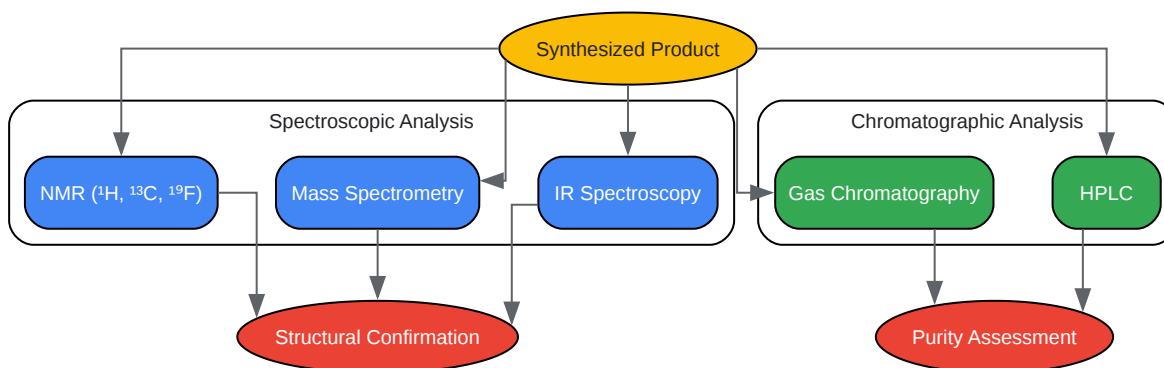 Synthesized Product
Spectroscopic Analysis
Chromatographic Analysis
NMR (¹H, ¹³C, ¹⁹F)
Mass Spectrometry
IR Spectroscopy
Gas Chromatography
HPLC
Structural Confirmation
Purity Assessment